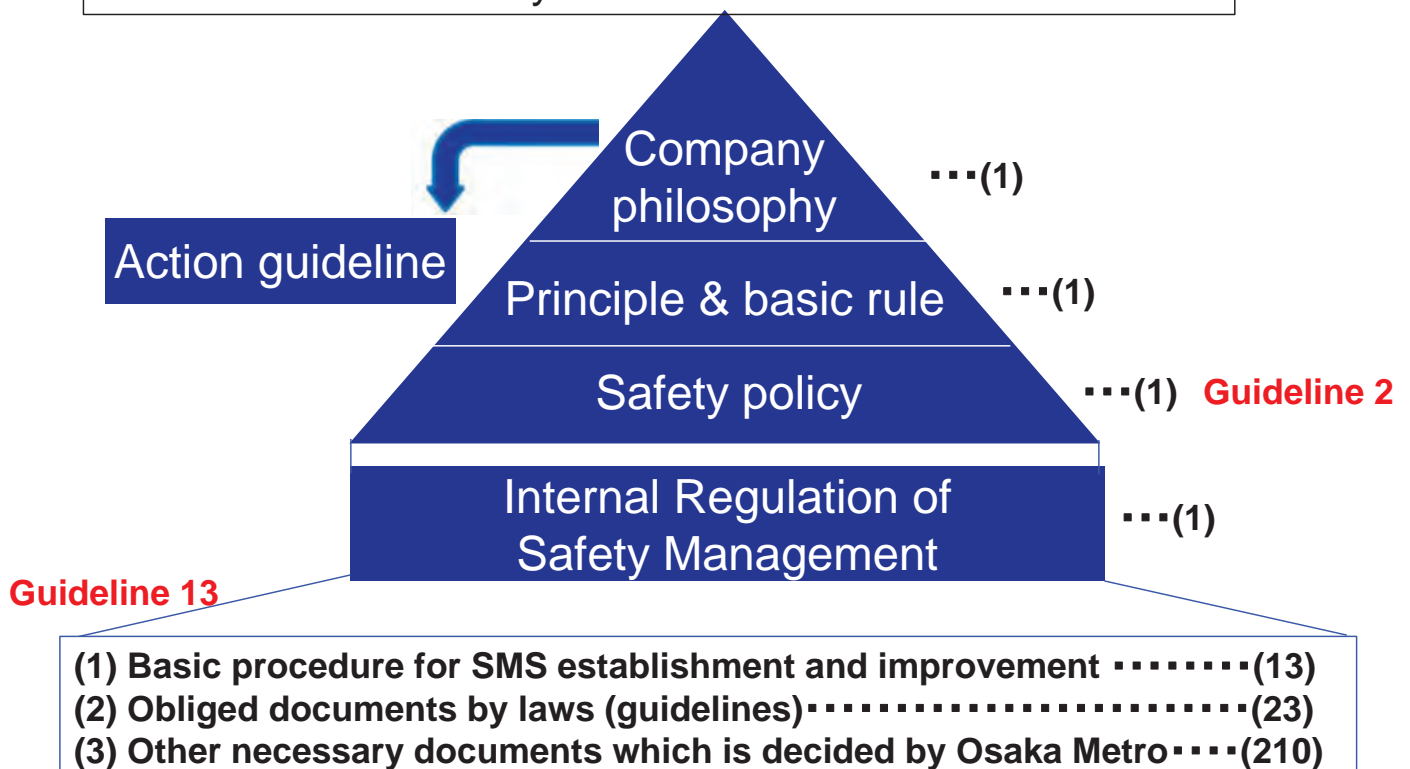 Company
philosophy
▪▪▪(1)
Action guideline
Principle & basic rule
▪▪▪(1)
Safety policy
▪▪▪(1) Guideline 2
Internal Regulation of
Safety Management
▪▪▪(1)
Guideline 13
(1) Basic procedure for SMS establishment and improvement ▪▪▪▪▪▪▪▪(13)
(2) Obliged documents by laws (guidelines)▪▪▪▪▪▪▪▪▪▪▪▪▪▪▪▪▪▪▪▪▪▪▪▪(23)
(3) Other necessary documents which is decided by Osaka Metro▪▪▪▪(210)